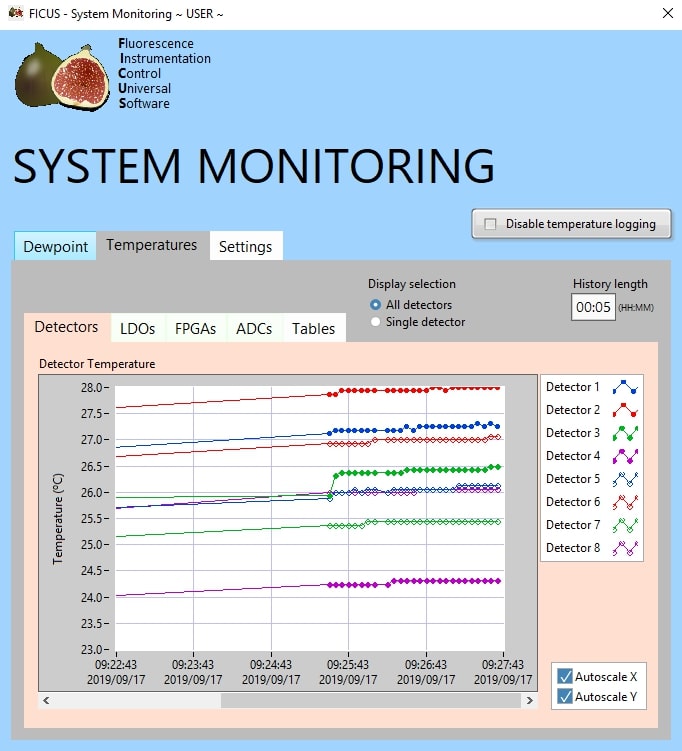 FICUS - System Monitoring ~ USER ~
Fluorescence
Instrumentation
Control
Universal
Software
SYSTEM MONITORING
Disable temperature logging
Dewpoint Temperatures Settings
Display selection
All detectors
Single detector
History length
00:05 (HH:MM)
Detectors LDOs FPGAs ADCs Tables
Detector Temperature
Temperature (ºC)
28.0
27.5
27.0
26.5
26.0
25.5
25.0
24.5
24.0
23.5
23.0
09:22:43 09:23:43 09:24:43 09:25:43 09:26:43 09:27:43
2019/09/17 2019/09/17 2019/09/17 2019/09/17 2019/09/17 2019/09/17
Detector 1
Detector 2
Detector 3
Detector 4
Detector 5
Detector 6
Detector 7
Detector 8
Autoscale X
Autoscale Y